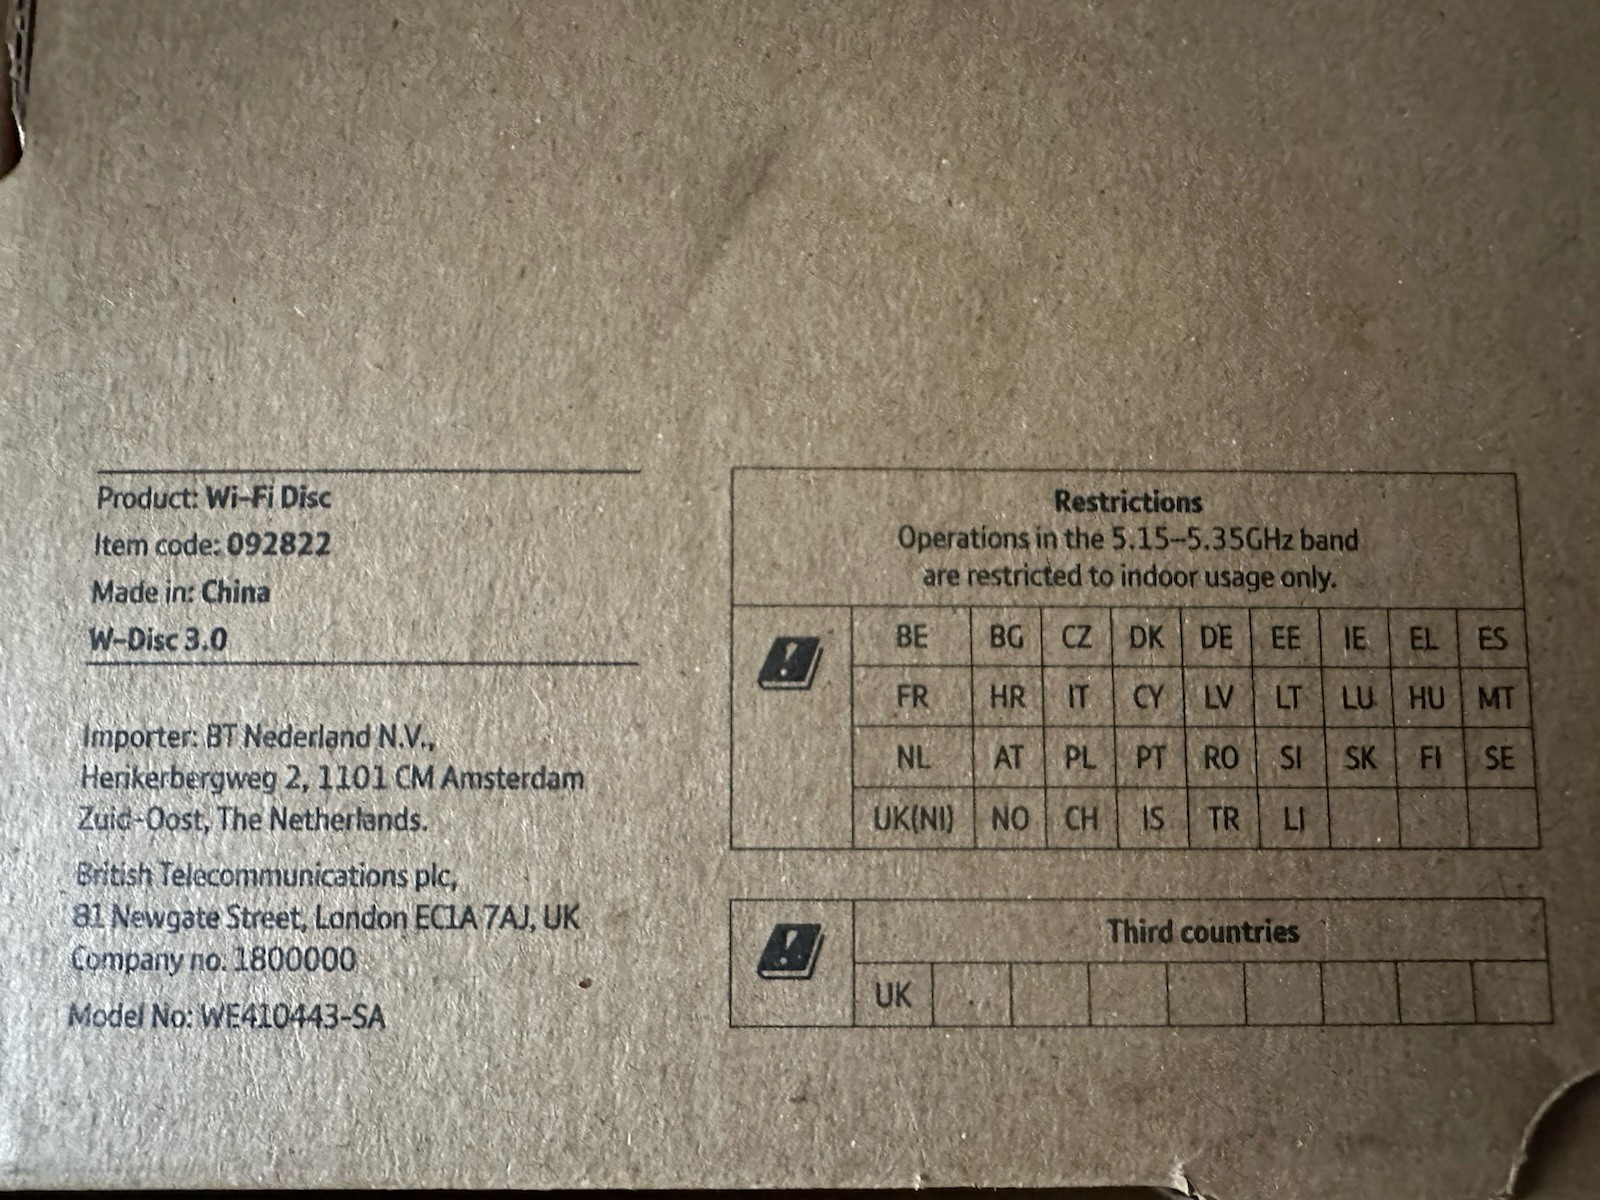 Product: Wi-Fi Disc
Item code: 092822
Made in: China
W-Disc 3.0
Importer: BT Nederland N.V.,
Herikerbergweg 2, 1101 CM Amsterdam
Zuid-Oost, The Netherlands.
British Telecommunications plc,
81 Newgate Street, London EC1A 7AJ, UK
Company no. 1800000
Model No: WE410443-SA
Restrictions
Operations in the 5.15–5.35GHz band
are restricted to indoor usage only.
BE BG CZ DK DE EE IE EL ES
FR HR IT CY LV LT LU HU MT
NL AT PL PT RO SI SK FI SE
UK(NI) NO CH IS TR LI
Third countries
UK